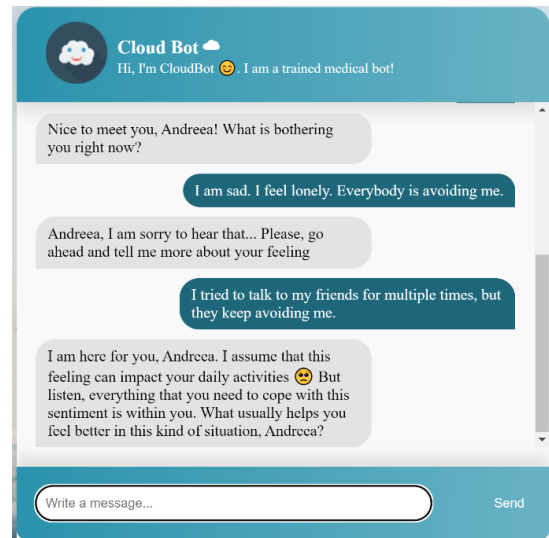 Cloud Bot
Hi, I'm CloudBot 😊. I am a trained medical bot!
Nice to meet you, Andreea! What is bothering
you right now?
I am sad. I feel lonely. Everybody is avoiding me.
Andreea, I am sorry to hear that... Please, go
ahead and tell me more about your feeling
I tried to talk to my friends for multiple times, but
they keep avoiding me.
I am here for you, Andreea. I assume that this
feeling can impact your daily activities 🥺 But
listen, everything that you need to cope with this
sentiment is within you. What usually helps you
feel better in this kind of situation, Andreea?
Write a message...
Send